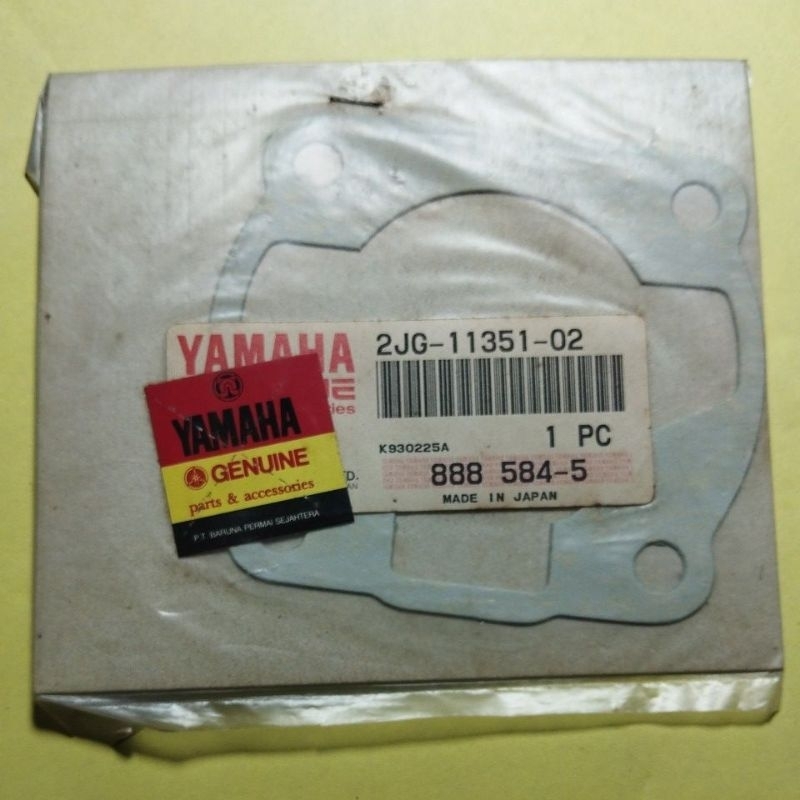 YAMAHA
2JG-11351-02
K930225A
1 PC
888 584-5
MADE IN JAPAN
YAMAHA
GENUINE
parts & accessories
P.T. BARUNA PERMAI SEJAHTERA